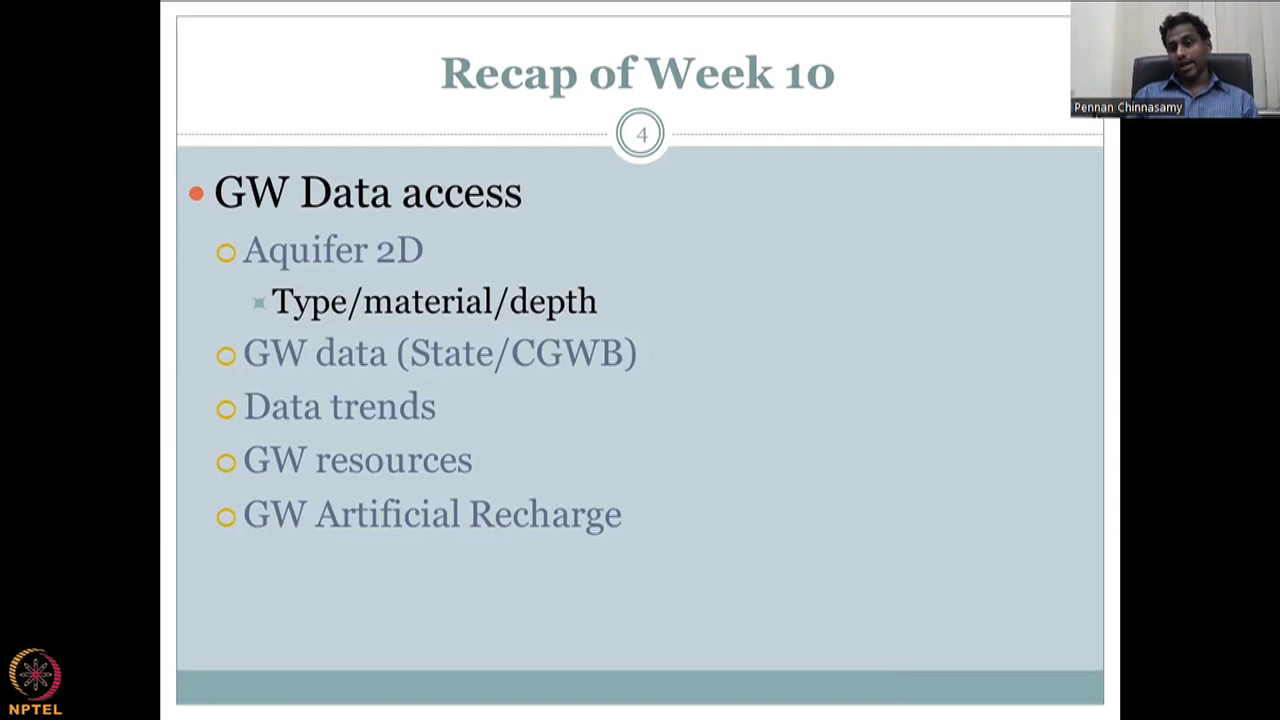 Recap of Week 10
Pennan Chinnasamy
4
GW Data access
Aquifer 2D
Type/material/depth
GW data (State/CGWB)
Data trends
GW resources
GW Artificial Recharge
NPTEL